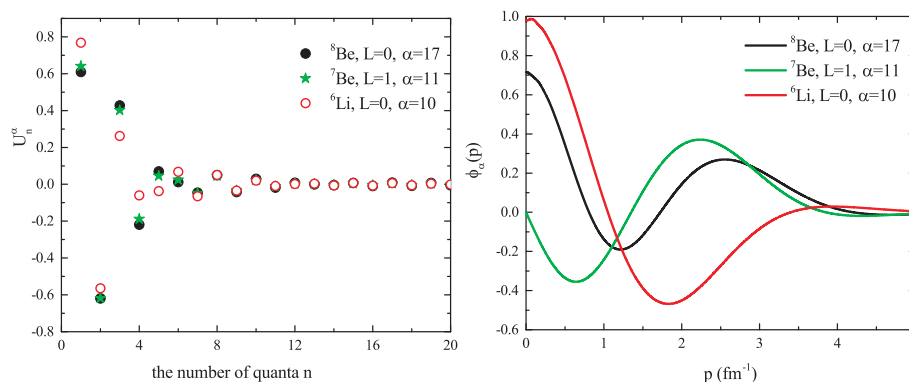 0.8
0.6
0.4
0.2
0.0
-0.2
-0.4
-0.6
-0.8
0 4 8 12 16 20
U_n^α
the number of quanta n
⁸Be, L=0, α=17
⁷Be, L=1, α=11
⁶Li, L=0, α=10
1.0
0.8
0.6
0.4
0.2
0.0
-0.2
-0.4
-0.6
0 1 2 3 4
ϕ_α(p)
p (fm⁻¹)
⁸Be, L=0, α=17
⁷Be, L=1, α=11
⁶Li, L=0, α=10